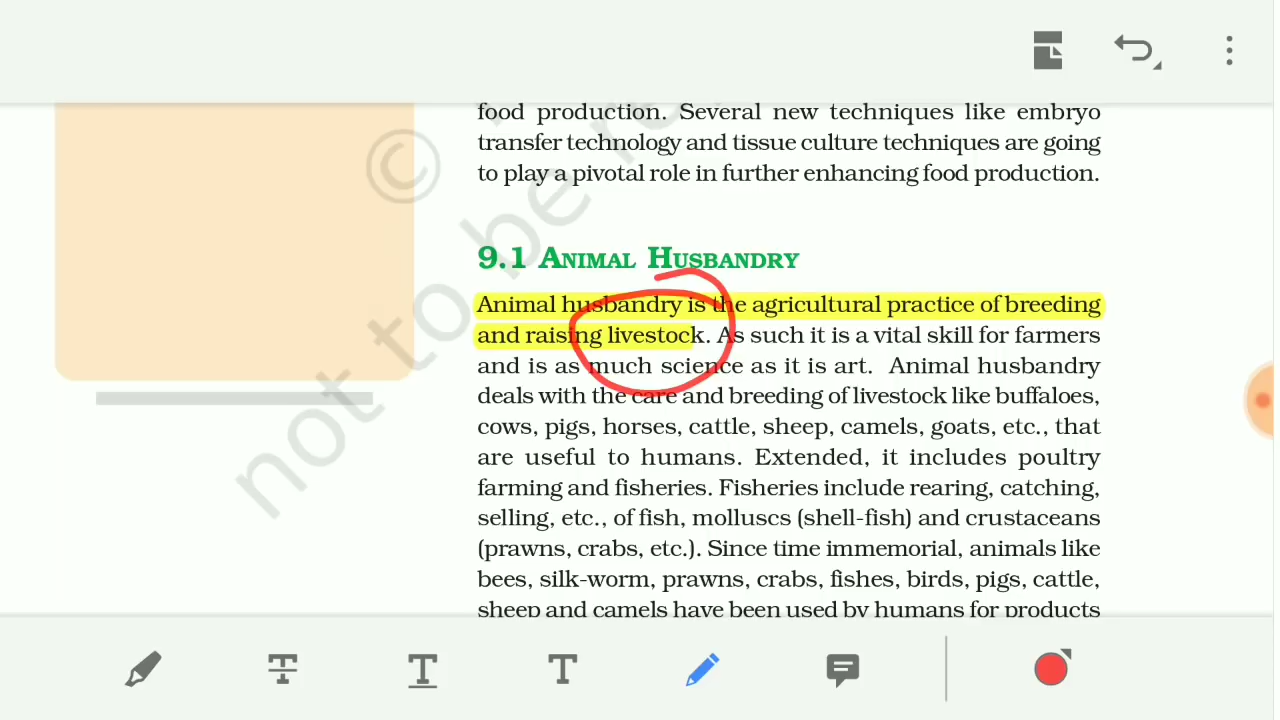 food production. Several new techniques like embryo
transfer technology and tissue culture techniques are going
to play a pivotal role in further enhancing food production.
9.1 ANIMAL HUSBANDRY
Animal husbandry is the agricultural practice of breeding
and raising livestock. As such it is a vital skill for farmers
and is as much science as it is art. Animal husbandry
deals with the care and breeding of livestock like buffaloes,
cows, pigs, horses, cattle, sheep, camels, goats, etc., that
are useful to humans. Extended, it includes poultry
farming and fisheries. Fisheries include rearing, catching,
selling, etc., of fish, molluscs (shell-fish) and crustaceans
(prawns, crabs, etc.). Since time immemorial, animals like
bees, silk-worm, prawns, crabs, fishes, birds, pigs, cattle,
sheep and camels have been used by humans for products
©
not to be re
T
T
T